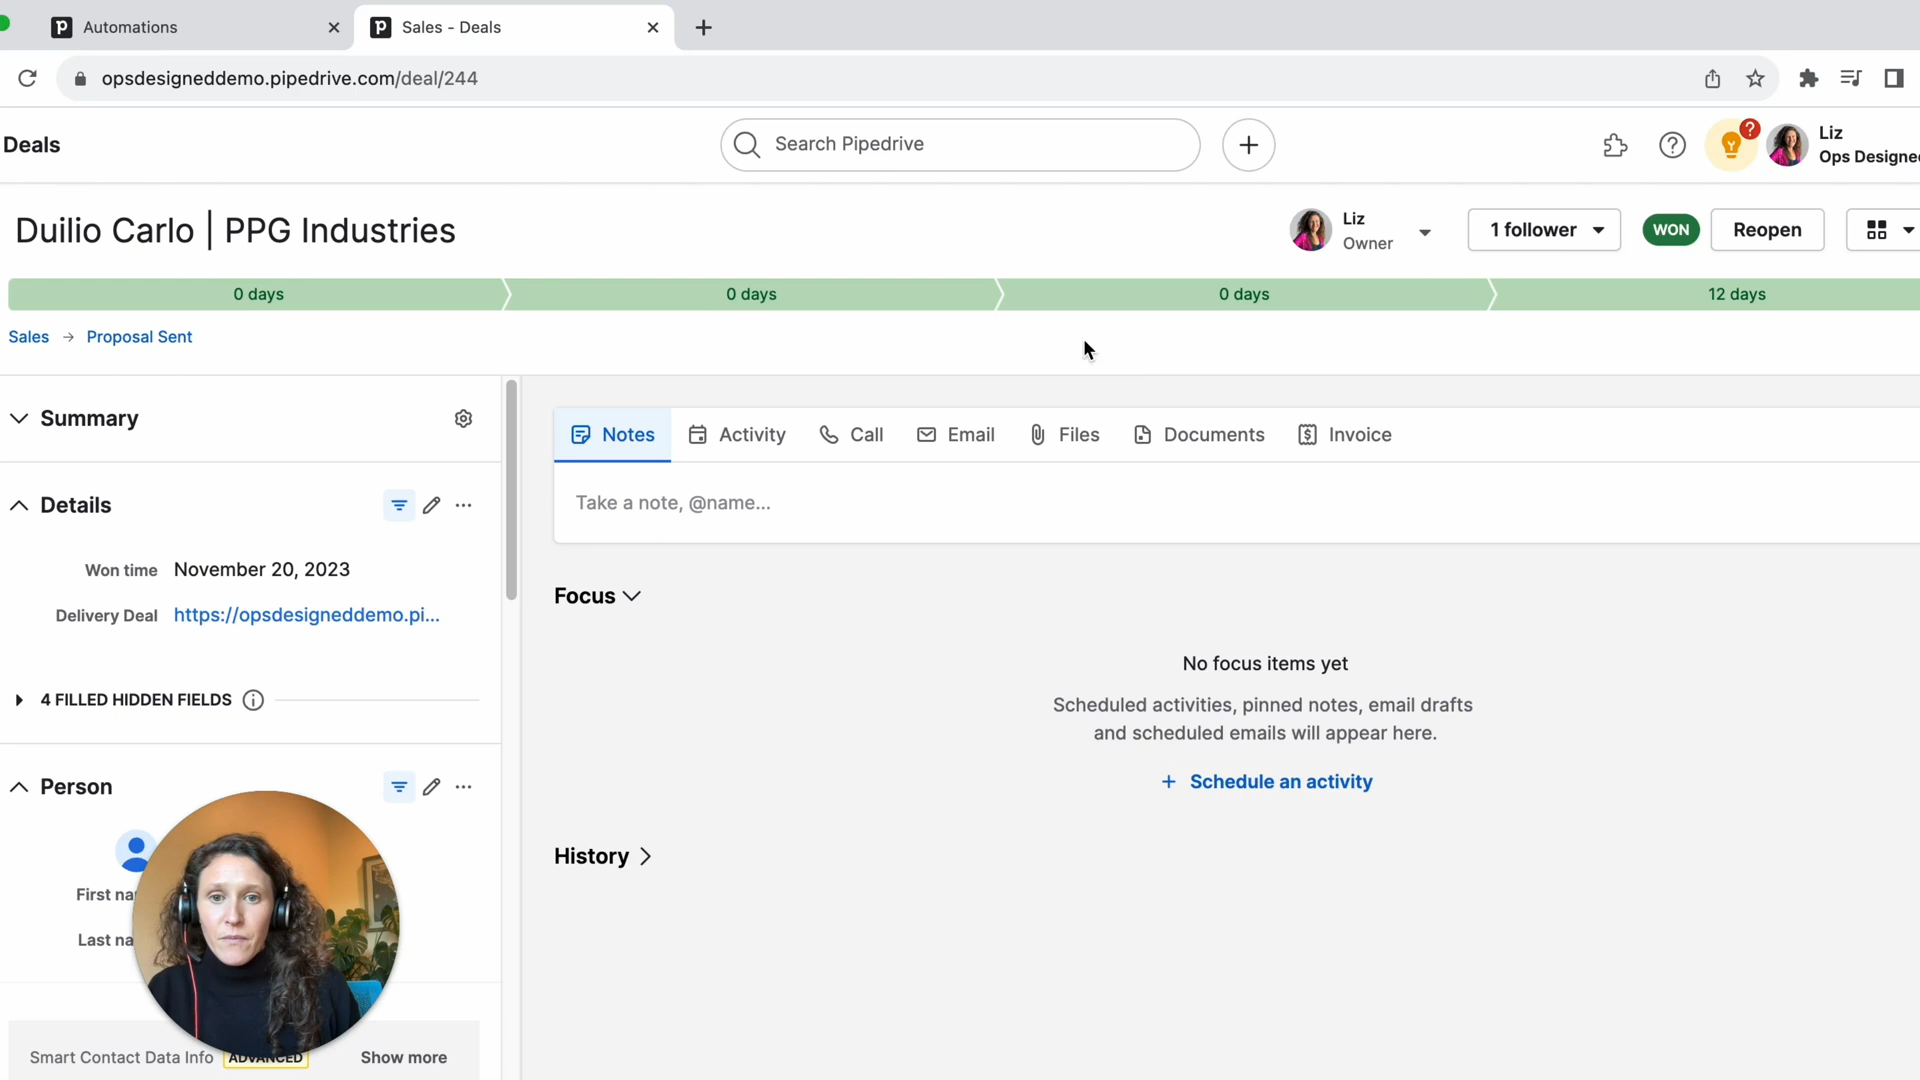 Automations
Sales - Deals
opsdesigneddemo.pipedrive.com/deal/244
Deals
Search Pipedrive
?
Liz
Ops Designed
Duilio Carlo | PPG Industries
Liz
Owner
1 follower
WON
Reopen
0 days
0 days
0 days
12 days
Sales → Proposal Sent
Summary
Notes
Activity
Call
Email
Files
Documents
Invoice
Take a note, @name...
Details
Won time November 20, 2023
Delivery Deal https://opsdesigneddemo.pi...
4 FILLED HIDDEN FIELDS
Focus
No focus items yet
Scheduled activities, pinned notes, email drafts
and scheduled emails will appear here.
+ Schedule an activity
History
Person
First na
Last na
Smart Contact Data Info
ADVANCED
Show more